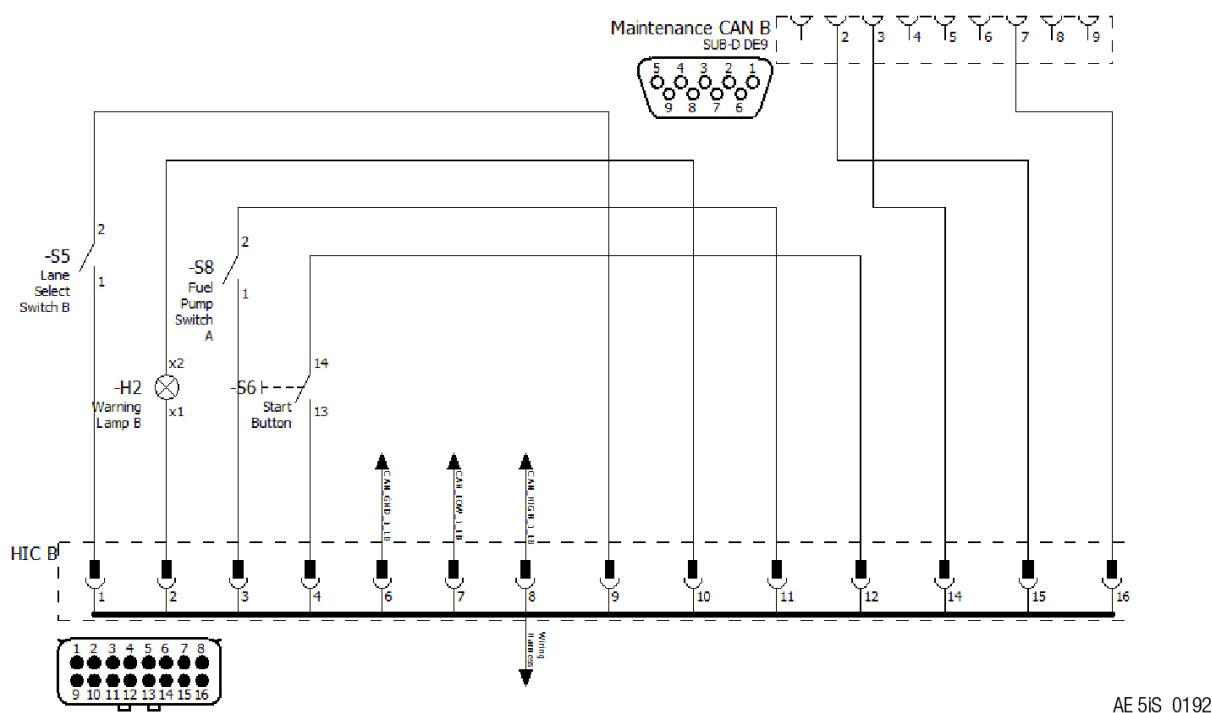 Maintenance CAN B
SUB-D DE9
2 3 4 5 6 7 8 9
5 4 3 2 1
9 8 7 6
2
-S5
Lane
Select
Switch B
1
2
-S8
Fuel
Pump
Switch
A
1
x2
-H2
Warning
Lamp B
x1
14
-S6
Start
Button
13
CAN_GND_1_LB
CAN_LOW_1_LB
CAN_HIGH_1_LB
HIC B
1 2 3 4 6 7 8 9 10 11 12 14 15 16
Wiring
Harness
1 2 3 4 5 6 7 8
9 10 11 12 13 14 15 16
AE 5iS 0192